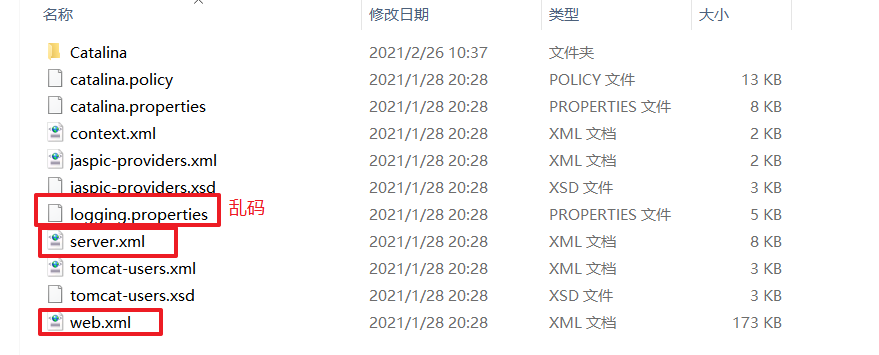 名称 修改日期 类型 大小
Catalina 2021/2/26 10:37 文件夹
catalina.policy 2021/1/28 20:28 POLICY 文件 13 KB
catalina.properties 2021/1/28 20:28 PROPERTIES 文件 8 KB
context.xml 2021/1/28 20:28 XML 文档 2 KB
jaspic-providers.xml 2021/1/28 20:28 XML 文档 2 KB
jaspic-providers.xsd 2021/1/28 20:28 XSD 文件 3 KB
logging.properties 乱码 2021/1/28 20:28 PROPERTIES 文件 5 KB
server.xml 2021/1/28 20:28 XML 文档 8 KB
tomcat-users.xml 2021/1/28 20:28 XML 文档 3 KB
tomcat-users.xsd 2021/1/28 20:28 XSD 文件 3 KB
web.xml 2021/1/28 20:28 XML 文档 173 KB